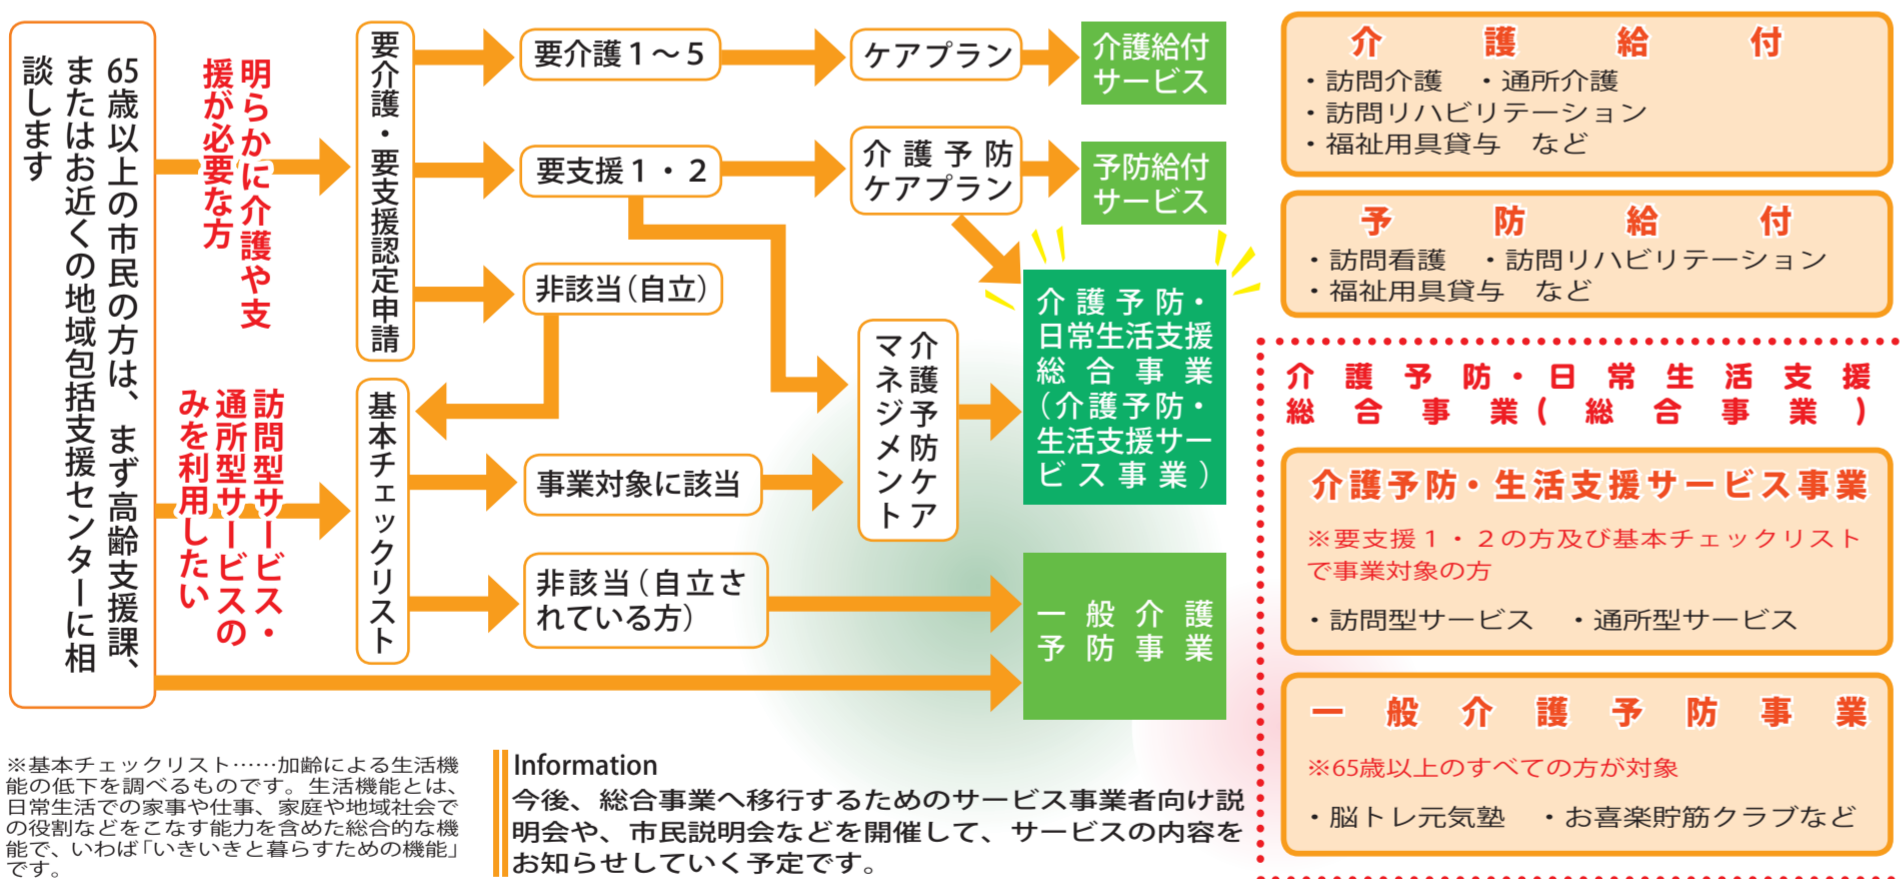 65歳以上の市民の方は、まず高齢支援課、
またはお近くの地域包括支援センターに相
談します
明らかに介護や支
援が必要な方
訪問型サービス・
通所型サービスの
みを利用したい
要介護・要支援認定申請
基本チェックリスト
要介護１～５
要支援１・２
非該当（自立）
事業対象に該当
非該当（自立さ
れている方）
ケアプラン
介護予防
ケアプラン
介護予防ケア
マネジメント
介護給付
サービス
予防給付
サービス
介護予防・
日常生活支援
総合事業
（介護予防・
生活支援サー
ビス事業）
一般介護
予防事業
介護給付
・訪問介護　・通所介護
・訪問リハビリテーション
・福祉用具貸与　など
予防給付
・訪問看護　・訪問リハビリテーション
・福祉用具貸与　など
介護予防・日常生活支援
総合事業（総合事業）
介護予防・生活支援サービス事業
※要支援１・２の方及び基本チェックリスト
で事業対象の方
・訪問型サービス　・通所型サービス
一般介護予防事業
※65歳以上のすべての方が対象
・脳トレ元気塾　・お喜楽貯筋クラブなど
※基本チェックリスト……加齢による生活機
能の低下を調べるものです。生活機能とは、
日常生活での家事や仕事、家庭や地域社会で
の役割などをこなす能力を含めた総合的な機
能で、いわば「いきいきと暮らすための機能」
です。
Information
今後、総合事業へ移行するためのサービス事業者向け説
明会や、市民説明会などを開催して、サービスの内容を
お知らせしていく予定です。